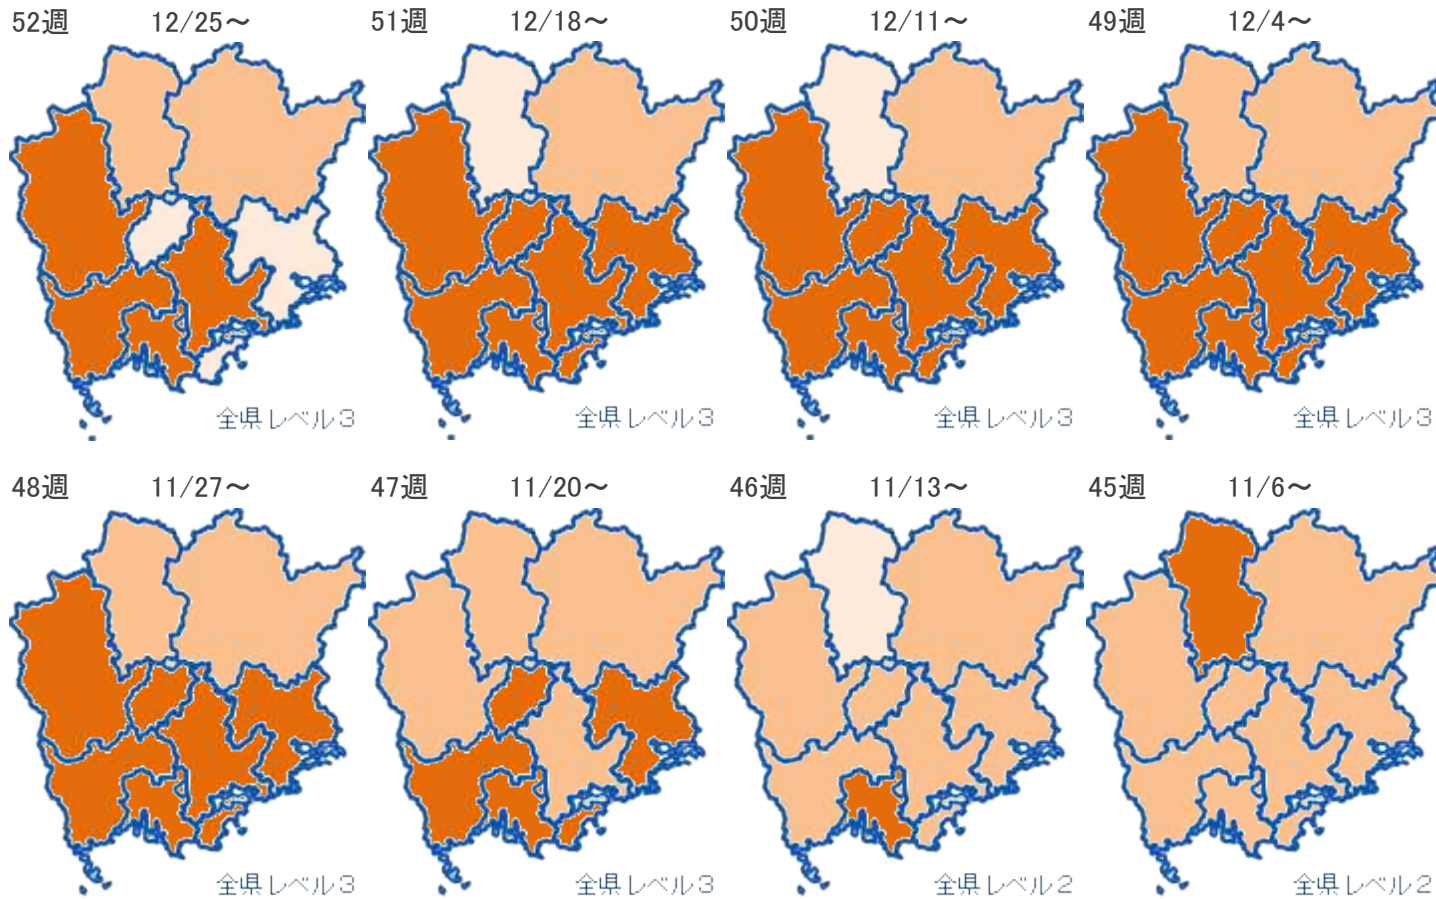 52週 12/25～
51週 12/18～
50週 12/11～
49週 12/4～
全県レベル3
全県レベル3
全県レベル3
全県レベル3
48週 11/27～
47週 11/20～
46週 11/13～
45週 11/6～
全県レベル3
全県レベル3
全県レベル2
全県レベル2